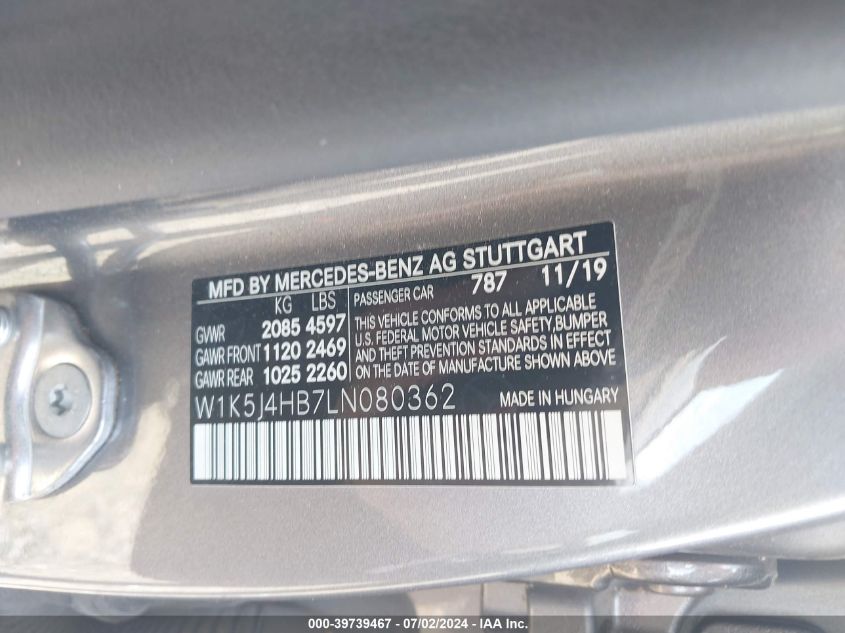 MFD BY MERCEDES-BENZ AG STUTTGART
KG LBS
GVWR 2085 4597
GAWR FRONT 1120 2469
GAWR REAR 1025 2260
PASSENGER CAR 787 11/19
THIS VEHICLE CONFORMS TO ALL APPLICABLE
U.S. FEDERAL MOTOR VEHICLE SAFETY, BUMPER
AND THEFT PREVENTION STANDARDS IN EFFECT
ON THE DATE OF MANUFACTURE SHOWN ABOVE
W1K5J4HB7LN080362 MADE IN HUNGARY
000-39739467 - 07/02/2024 - IAA Inc.